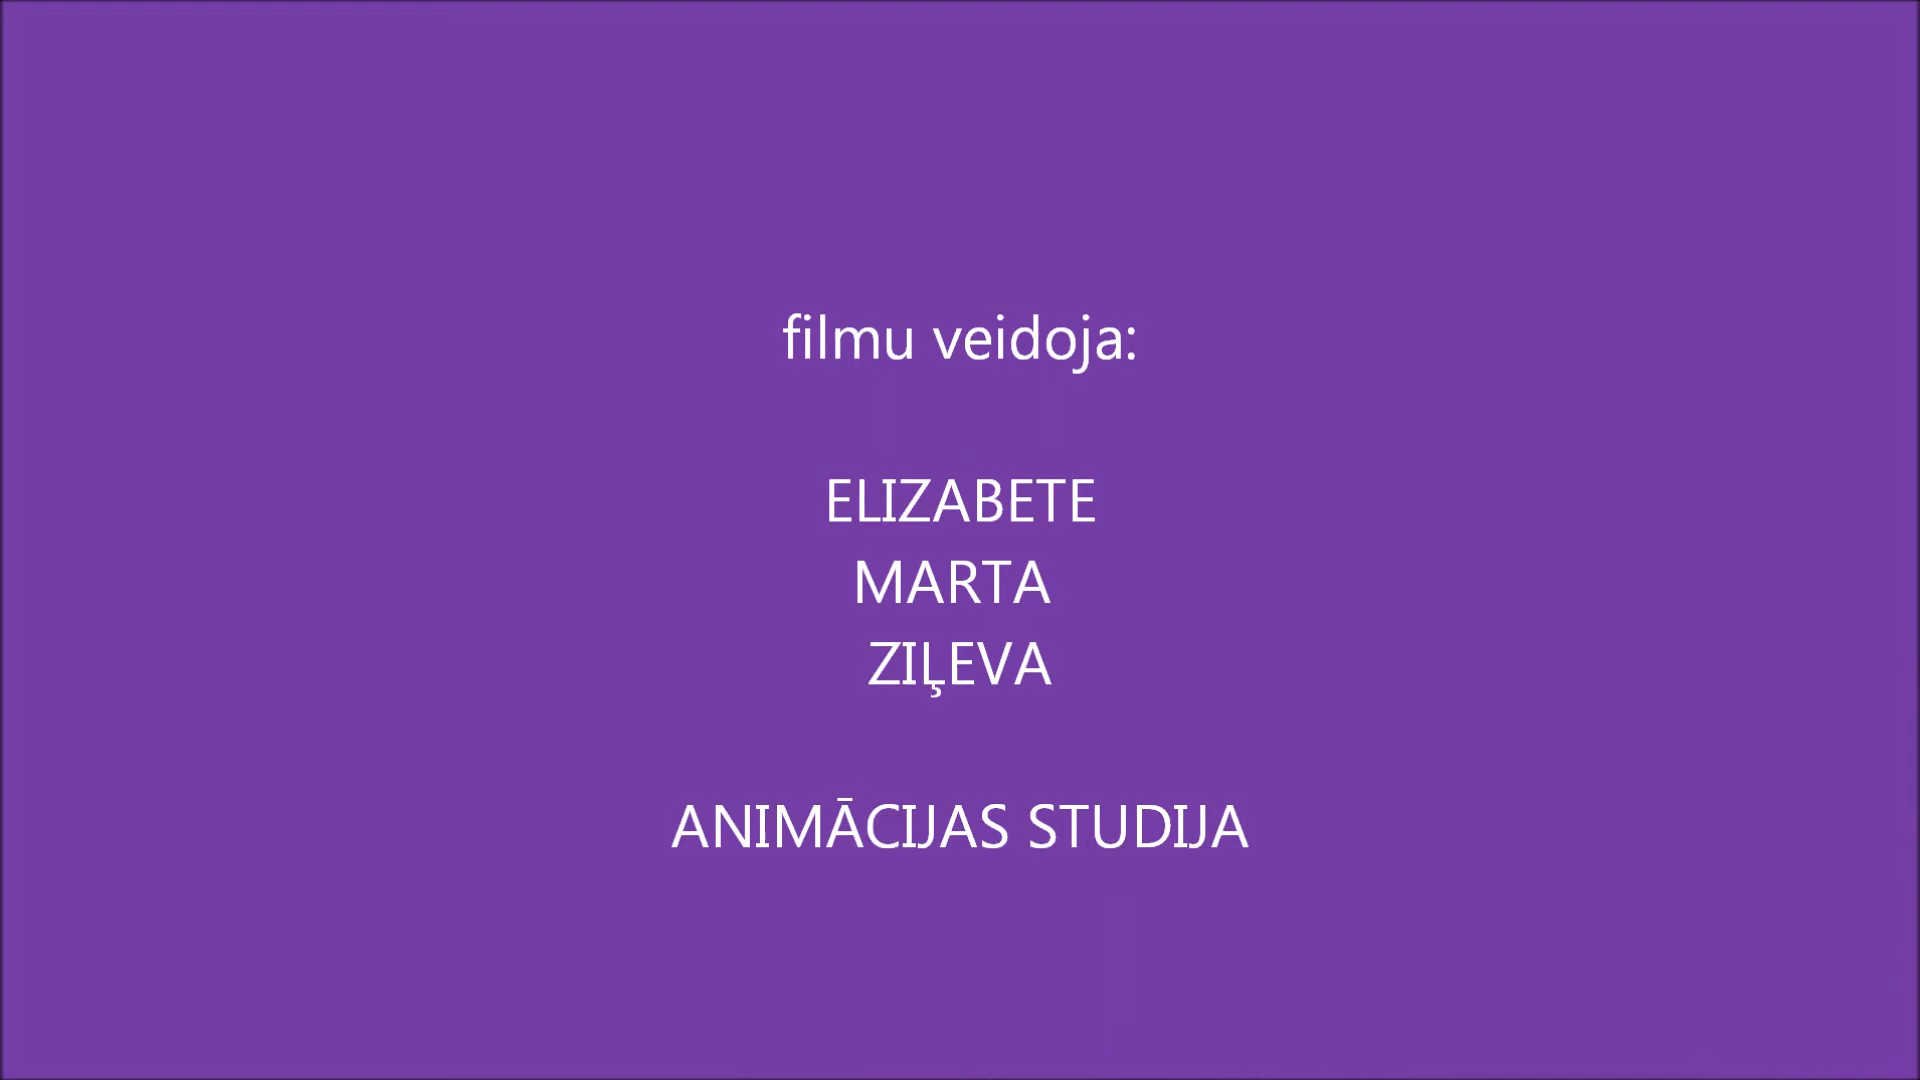 filmu veidoja:
ELIZABETE
MARTA
ZIĻEVA
ANIMĀCIJAS STUDIJA